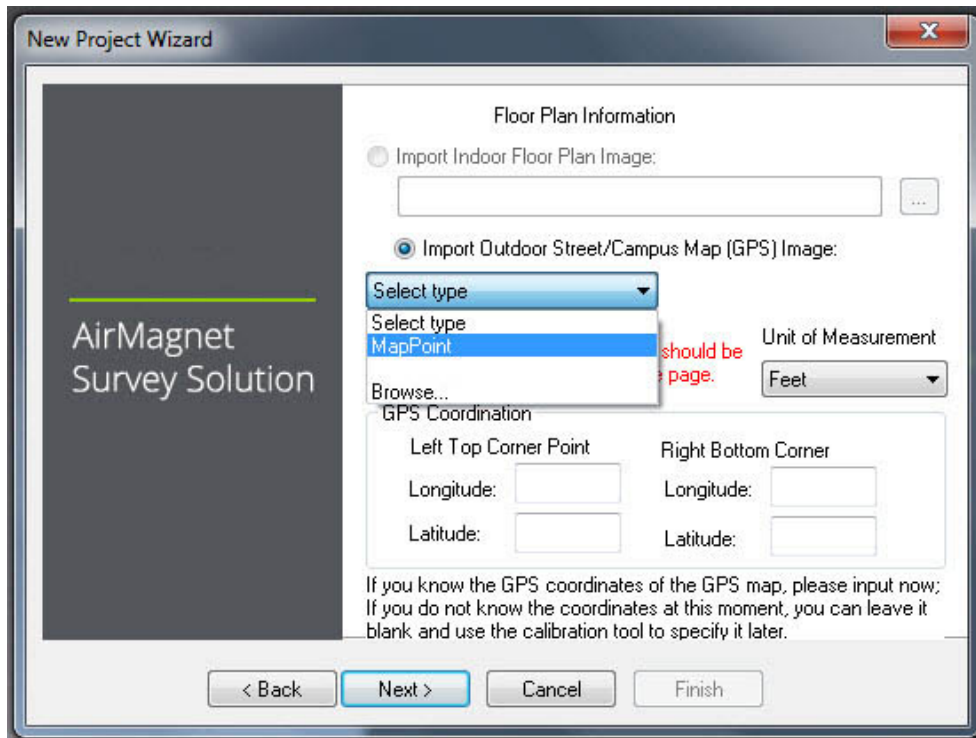 New Project Wizard
Floor Plan Information
Import Indoor Floor Plan Image:
...
Import Outdoor Street/Campus Map (GPS) Image:
Select type
Select type
MapPoint
Browse...
should be
page.
Unit of Measurement
Feet
AirMagnet
Survey Solution
GPS Coordination
Left Top Corner Point
Right Bottom Corner
Longitude:
Longitude:
Latitude:
Latitude:
If you know the GPS coordinates of the GPS map, please input now;
If you do not know the coordinates at this moment, you can leave it
blank and use the calibration tool to specify it later.
< Back
Next >
Cancel
Finish